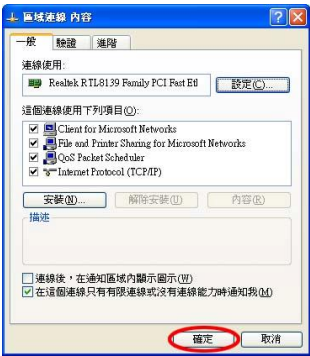 區域連線 內容
一般 驗證 進階
連線使用:
Realtek RTL8139 Family PCI Fast Etl
設定(C)...
這個連線使用下列項目(O):
Client for Microsoft Networks
File and Printer Sharing for Microsoft Networks
QoS Packet Scheduler
Internet Protocol (TCP/IP)
安裝(N)... 解除安裝(U) 內容(R)
描述
連線後，在通知區域內顯示圖示(W)
在這個連線只有有限連線或沒有連線能力時通知我(M)
確定 取消